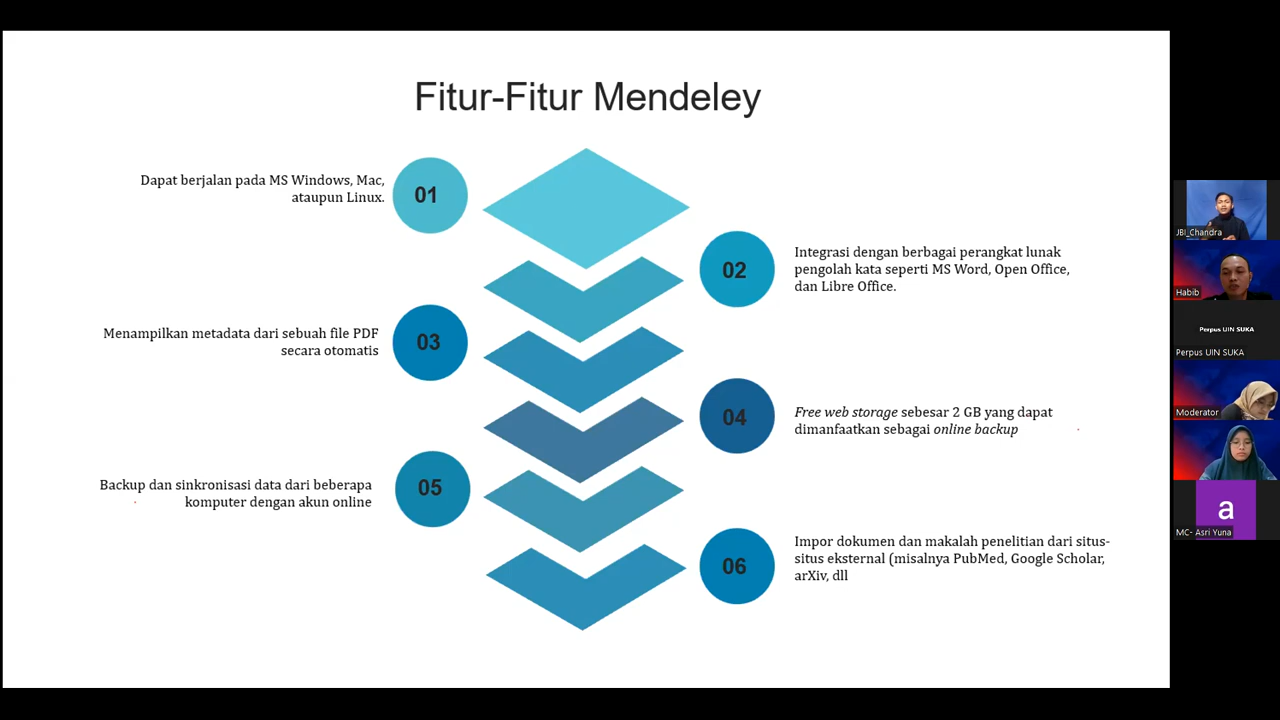 Fitur-Fitur Mendeley
Dapat berjalan pada MS Windows, Mac,
ataupun Linux.
01
02
Integrasi dengan berbagai perangkat lunak
pengolah kata seperti MS Word, Open Office,
dan Libre Office.
Menampilkan metadata dari sebuah file PDF
secara otomatis
03
04
Free web storage sebesar 2 GB yang dapat
dimanfaatkan sebagai online backup
Backup dan sinkronisasi data dari beberapa
komputer dengan akun online
05
06
Impor dokumen dan makalah penelitian dari situs-
situs eksternal (misalnya PubMed, Google Scholar,
arXiv, dll
JBI_Chandra
Habib
Perpus UIN SUKA
Perpus UIN SUKA
Moderator
a
MC- Asri Yuna